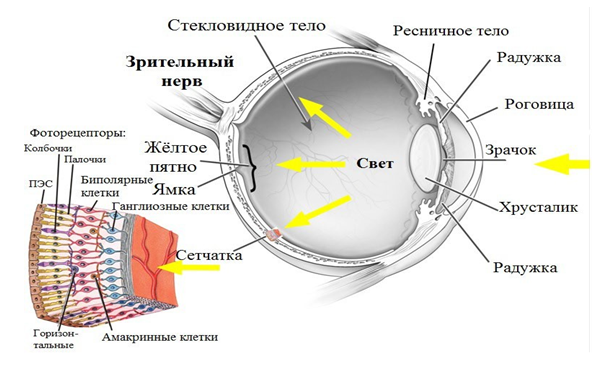 Стекловидное тело
Ресничное тело
Зрительный
нерв
Радужка
Роговица
Фоторецепторы:
Колбочки
Палочки
Жёлтое
пятно
Свет
Зрачок
ПЭС
Биполярные
клетки
Ямка
Ганглиозные клетки
Хрусталик
Сетчатка
Радужка
Горизон-
тальные
Амакринные клетки